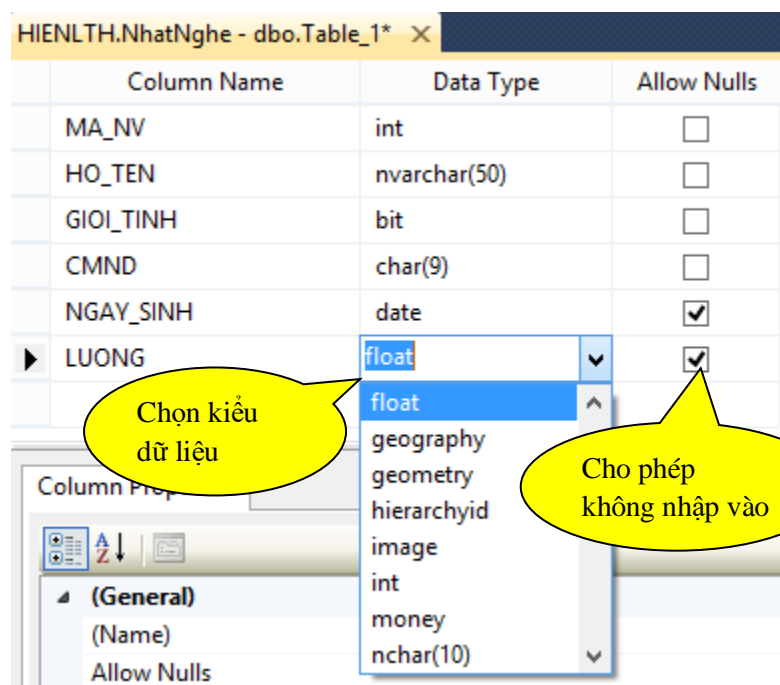 HIENLTH.NhatNghe - dbo.Table_1*
Column Name Data Type Allow Nulls
MA_NV int
HO_TEN nvarchar(50)
GIOI_TINH bit
CMND char(9)
NGAY_SINH date
LUONG float
Chọn kiểu
dữ liệu
float
geography
geometry
hierarchyid
image
int
money
nchar(10)
Cho phép
không nhập vào
Column
(General)
(Name)
Allow Nulls